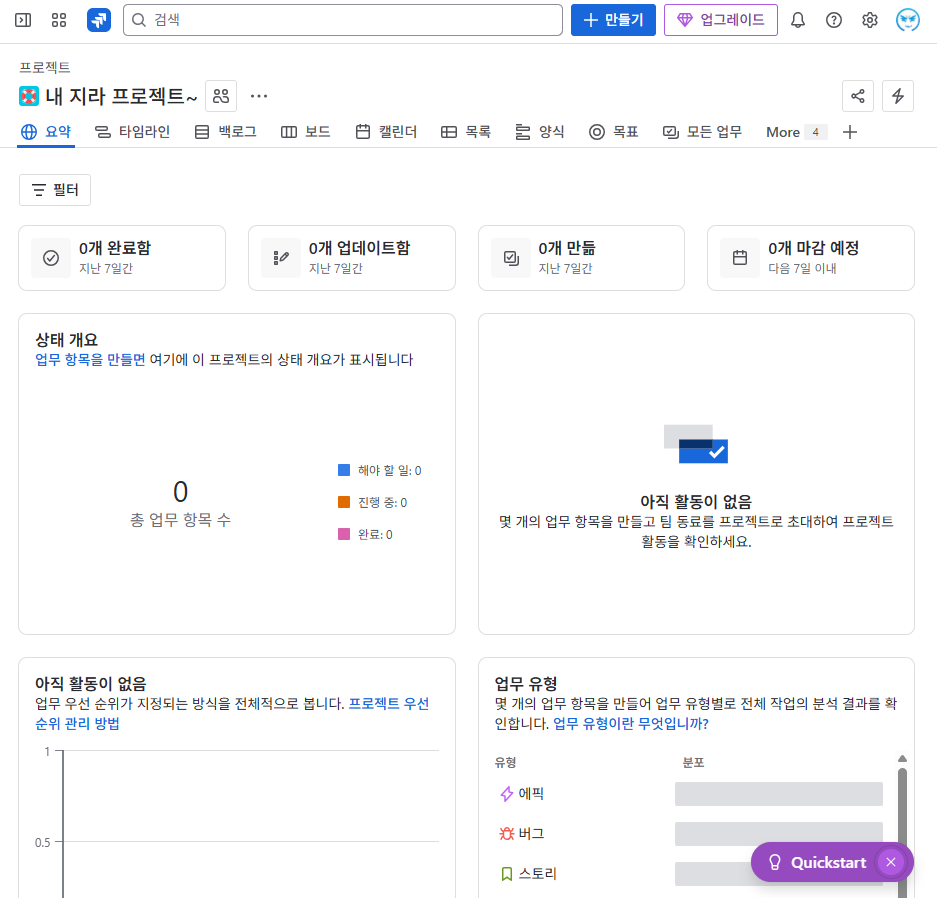 검색
만들기
업그레이드
프로젝트
내 지라 프로젝트~
요약
타임라인
백로그
보드
캘린더
목록
양식
목표
모든 업무
More 4
필터
0개 완료함
지난 7일간
0개 업데이트함
지난 7일간
0개 만듦
지난 7일간
0개 마감 예정
다음 7일 이내
상태 개요
업무 항목을 만들면 여기에 이 프로젝트의 상태 개요가 표시됩니다
0
총 업무 항목 수
해야 할 일: 0
진행 중: 0
완료: 0
아직 활동이 없음
몇 개의 업무 항목을 만들고 팀 동료를 프로젝트로 초대하여 프로젝트
활동을 확인하세요.
아직 활동이 없음
업무 우선 순위가 지정되는 방식을 전체적으로 봅니다. 프로젝트 우선
순위 관리 방법
1
0.5
업무 유형
몇 개의 업무 항목을 만들어 업무 유형별로 전체 작업의 분석 결과를 확
인합니다. 업무 유형이란 무엇입니까?
유형
분포
에픽
버그
스토리
Quickstart